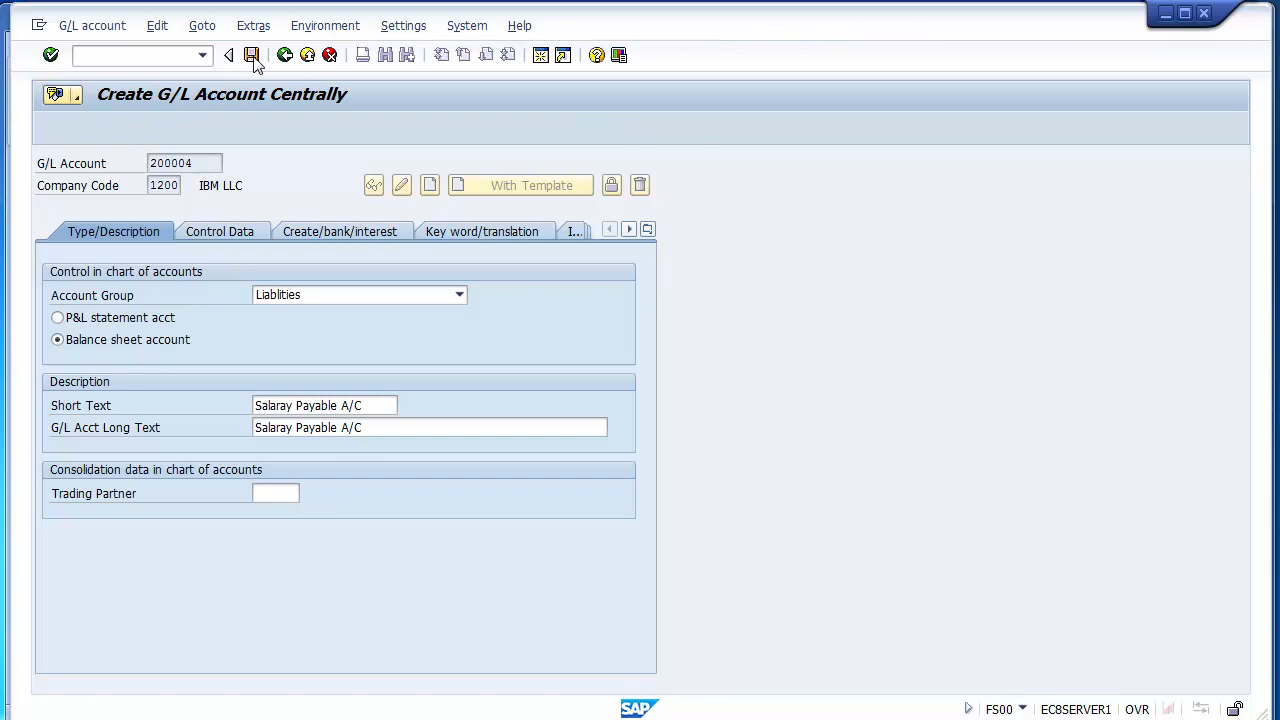 G/L account Edit Goto Extras Environment Settings System Help
Create G/L Account Centrally
G/L Account 200004
Company Code 1200 IBM LLC With Template
Type/Description Control Data Create/bank/interest Key word/translation I...
Control in chart of accounts
Account Group Liablities
P&L statement acct
Balance sheet account
Description
Short Text Salaray Payable A/C
G/L Acct Long Text Salaray Payable A/C
Consolidation data in chart of accounts
Trading Partner
SAP FS00 EC8SERVER1 OVR